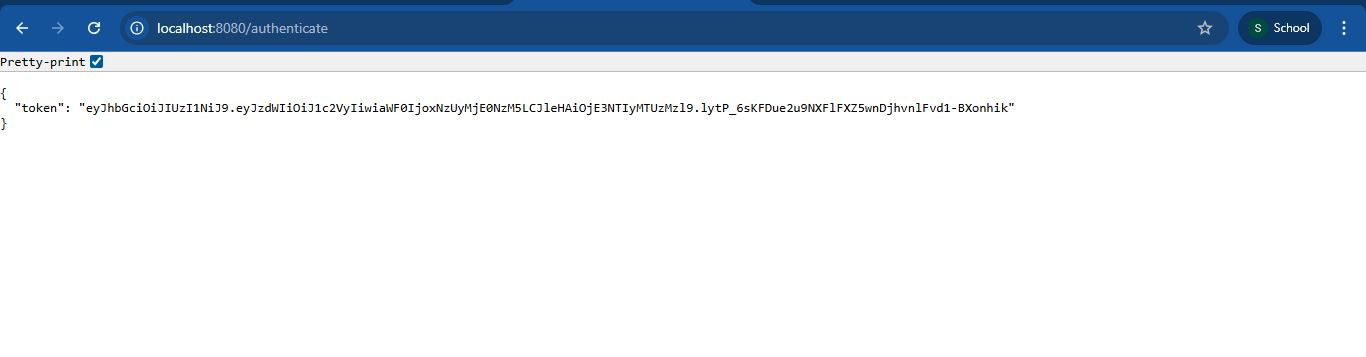 localhost:8080/authenticate
S School
Pretty-print
{
"token": "eyJhbGciOiJIUzI1NiJ9.eyJzdWIiOiJ1c2VyIiwiaWF0IjoxNzUyMjE0NzM5LCJleHAiOjE3NTIyMTUzMzl9.lytP_6sKFDue2u9NXFlFXZ5wnDjhvnlFvd1-BXonhik"
}